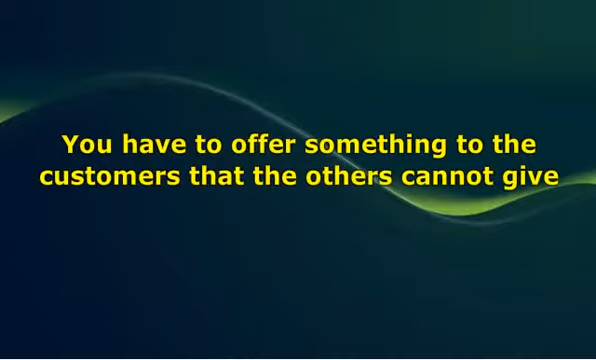 You have to offer something to the
customers that the others cannot give